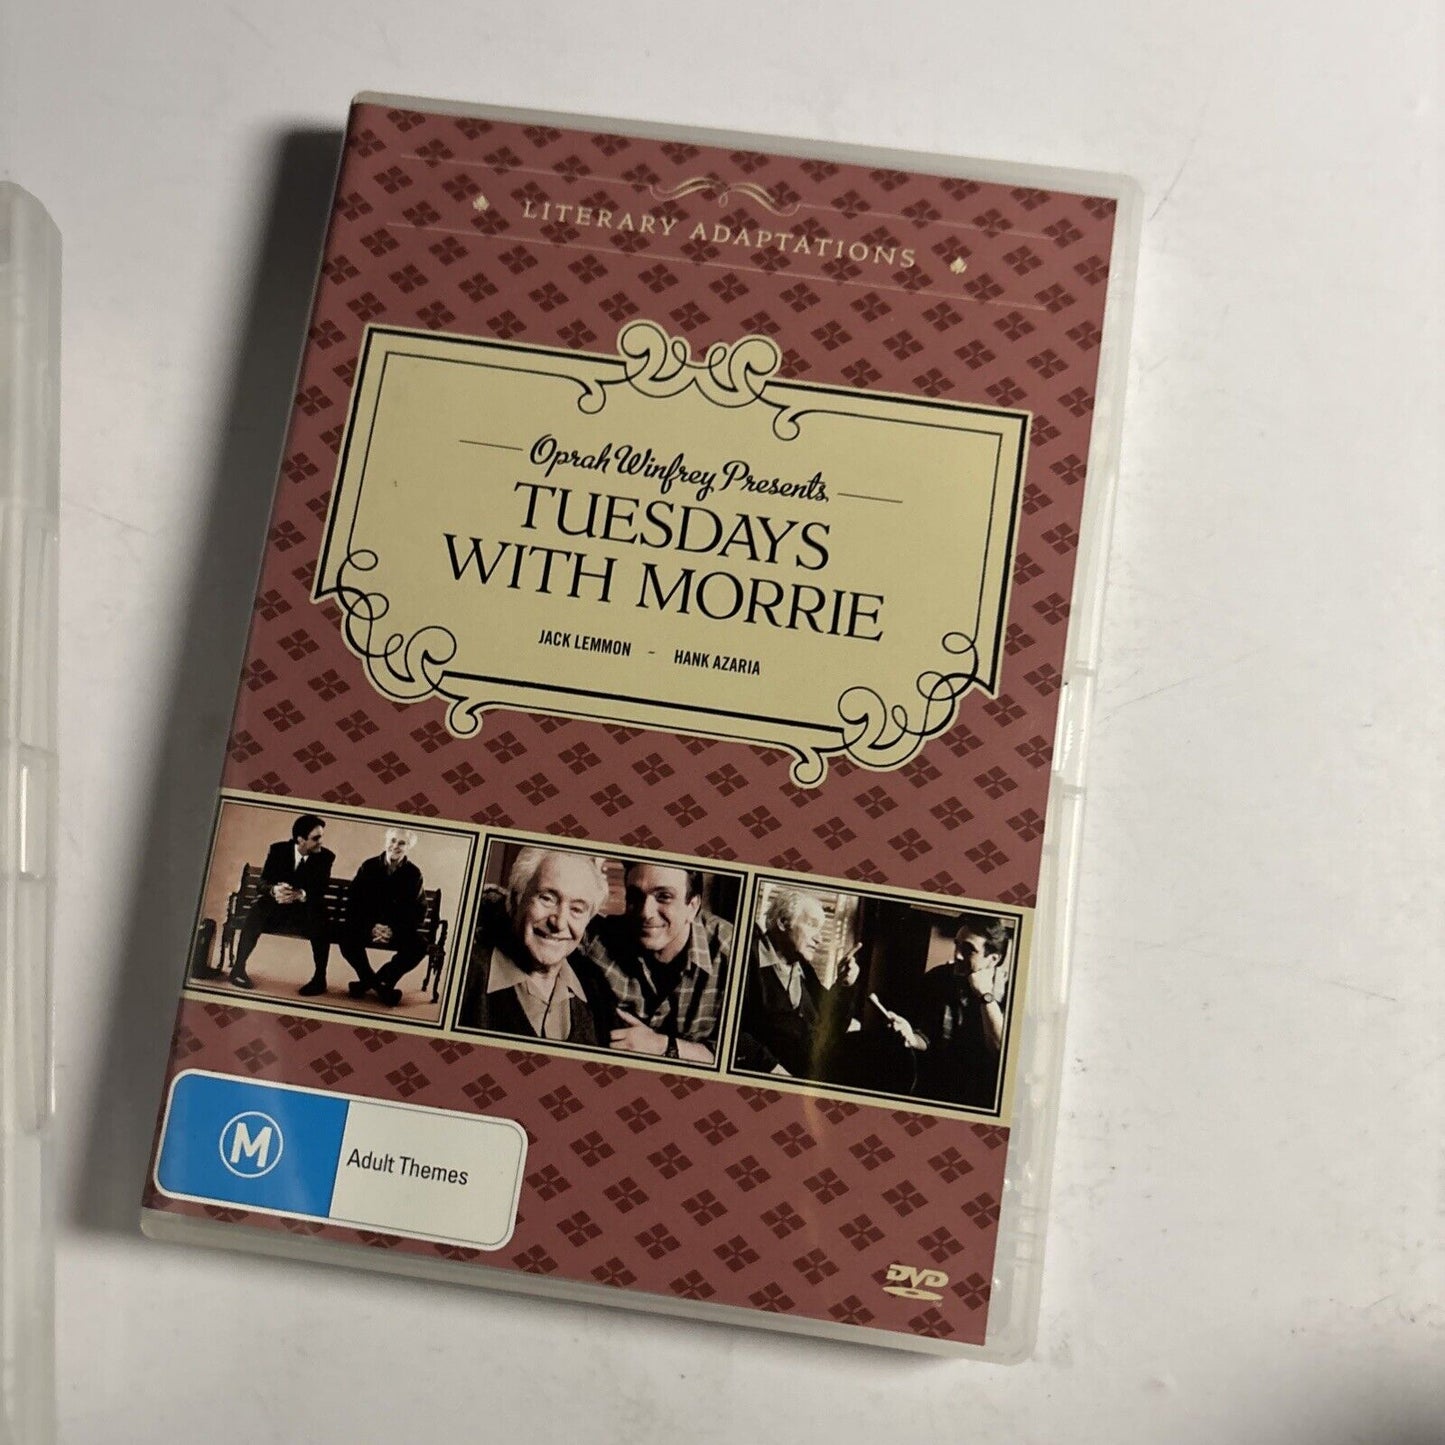 LITERARY ADAPTATIONS
Oprah Winfrey Presents
TUESDAYS
WITH MORRIE
JACK LEMMON - HANK AZARIA
M Adult Themes
DVD